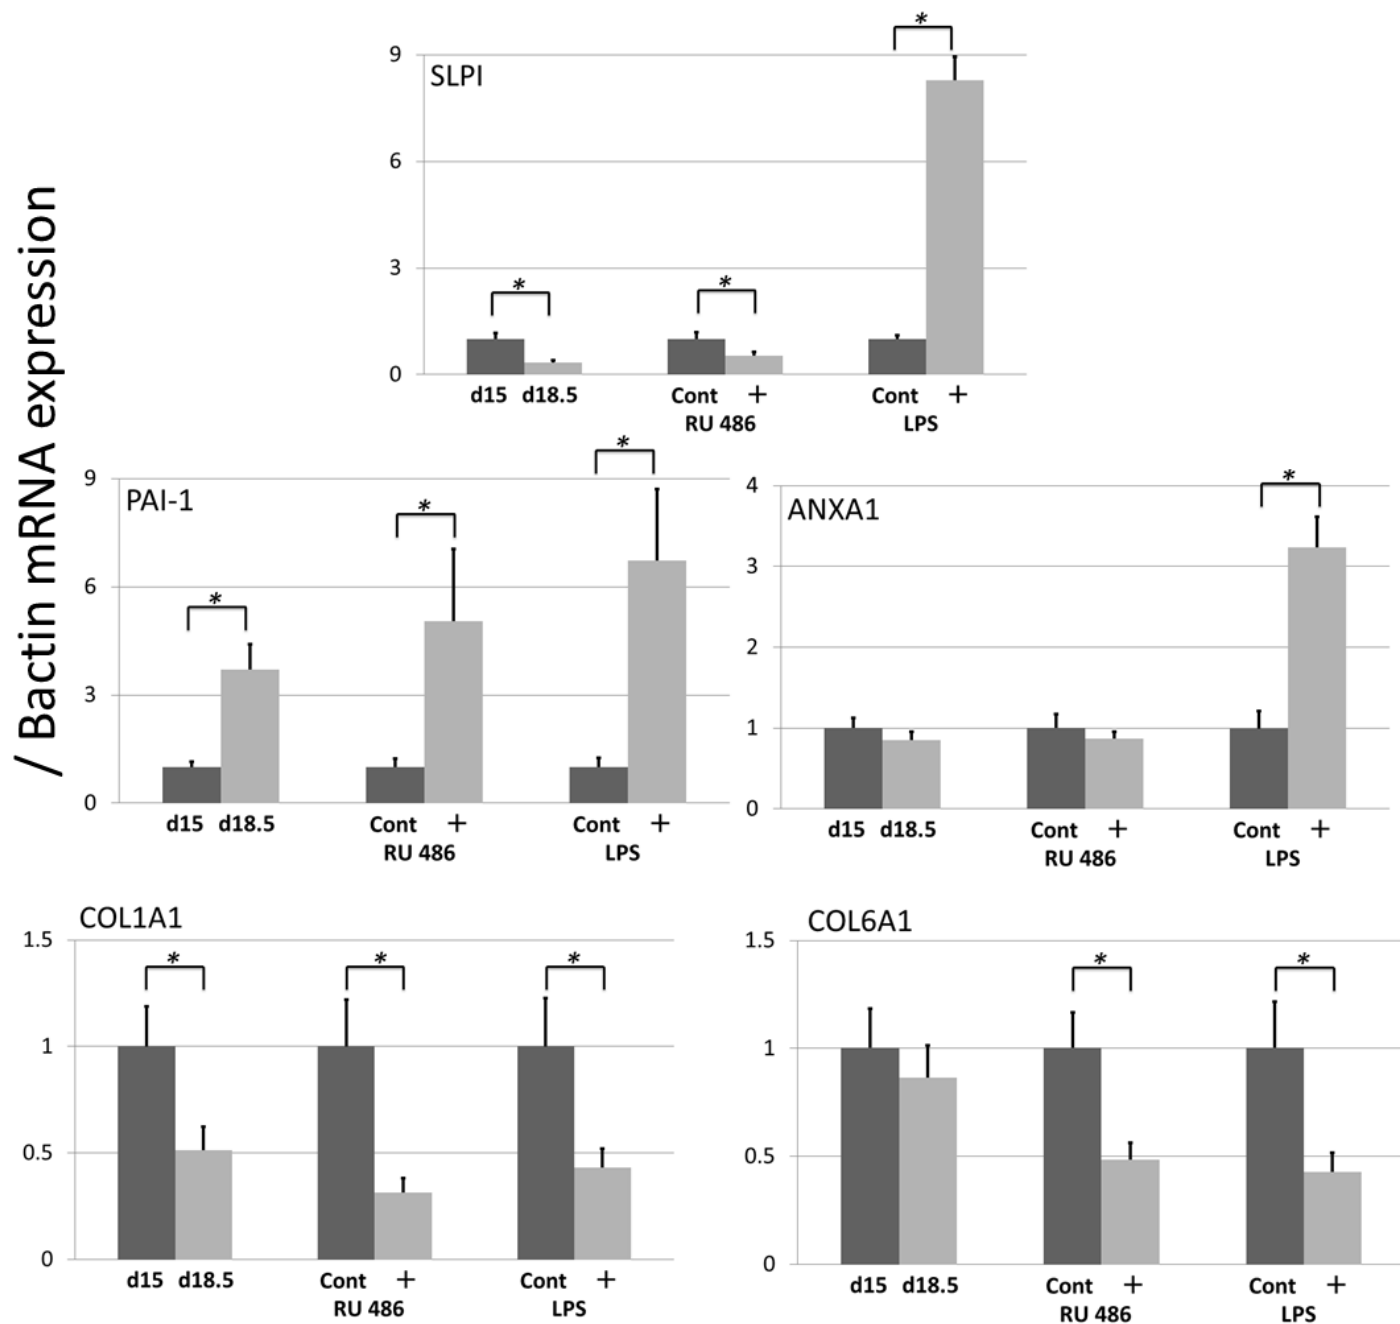 / Bactin mRNA expression
SLPI
*
9
6
*
*
3
0
d15 d18.5 Cont + Cont +
RU 486 LPS
PAI-1
*
9
*
6
*
3
0
d15 d18.5 Cont + Cont +
RU 486 LPS
ANXA1
*
4
3
2
1
0
d15 d18.5 Cont + Cont +
RU 486 LPS
COL1A1
1.5
* * *
1
0.5
0
d15 d18.5 Cont + Cont +
RU 486 LPS
COL6A1
1.5
* *
1
0.5
0
d15 d18.5 Cont + Cont +
RU 486 LPS